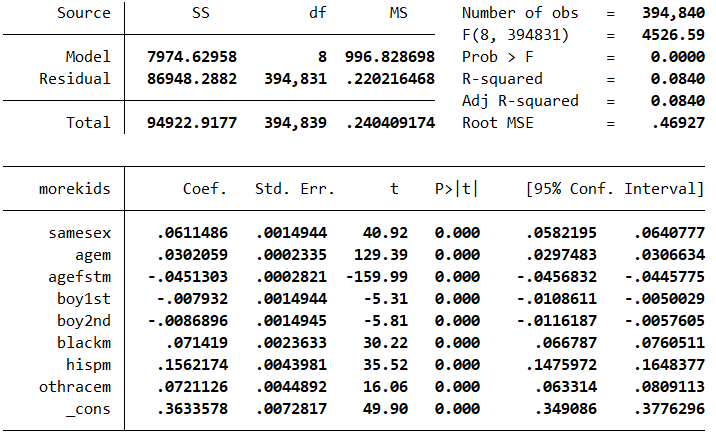 Source SS df MS Number of obs = 394,840
F(8, 394831) = 4526.59
Model 7974.62958 8 996.828698 Prob > F = 0.0000
Residual 86948.2882 394,831 .220216468 R-squared = 0.0840
Adj R-squared = 0.0840
Total 94922.9177 394,839 .240409174 Root MSE = .46927
morekids Coef. Std. Err. t P>|t| [95% Conf. Interval]
samesex .0611486 .0014944 40.92 0.000 .0582195 .0640777
agem .0302059 .0002335 129.39 0.000 .0297483 .0306634
agefstm -.0451303 .0002821 -159.99 0.000 -.0456832 -.0445775
boy1st -.007932 .0014944 -5.31 0.000 -.0108611 -.0050029
boy2nd -.0086896 .0014945 -5.81 0.000 -.0116187 -.0057605
blackm .071419 .0023633 30.22 0.000 .066787 .0760511
hispm .1562174 .0043981 35.52 0.000 .1475972 .1648377
othracem .0721126 .0044892 16.06 0.000 .063314 .0809113
_cons .3633578 .0072817 49.90 0.000 .349086 .3776296